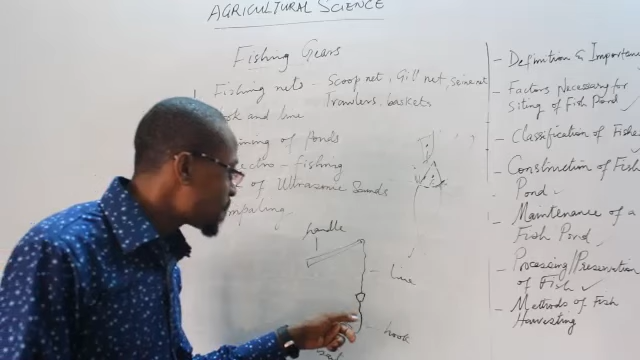 AGRICULTURAL SCIENCE
Fishing Gears
Fishing nets - Scoop net, Gill net, seine net
Trawlers, baskets
and line
of Ponds
fishing
of Ultrasonic Sounds
handle
Line
hook
- Definition & Importance
- Factors Necessary for
Siting of Fish Pond
- Classification of Fishe
- Construction of Fish
Pond
- Maintenance of a
Fish Pond
- Processing/Preservation
of Fish
- Methods of Fish
Harvesting